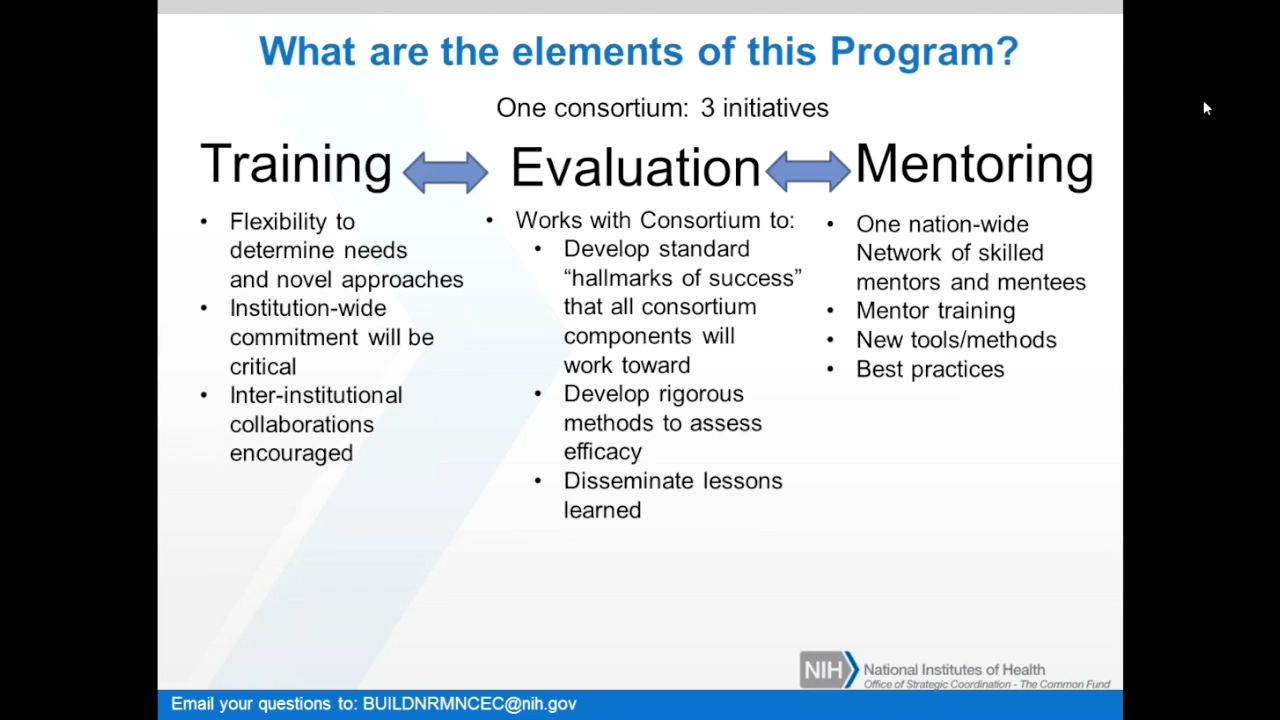 What are the elements of this Program?
One consortium: 3 initiatives
Training
Evaluation
Mentoring
• Flexibility to
determine needs
and novel approaches
• Institution-wide
commitment will be
critical
• Inter-institutional
collaborations
encouraged
• Works with Consortium to:
• Develop standard
“hallmarks of success”
that all consortium
components will
work toward
• Develop rigorous
methods to assess
efficacy
• Disseminate lessons
learned
• One nation-wide
Network of skilled
mentors and mentees
• Mentor training
• New tools/methods
• Best practices
NIH National Institutes of Health
Office of Strategic Coordination - The Common Fund
Email your questions to: BUILDNRMNCEC@nih.gov